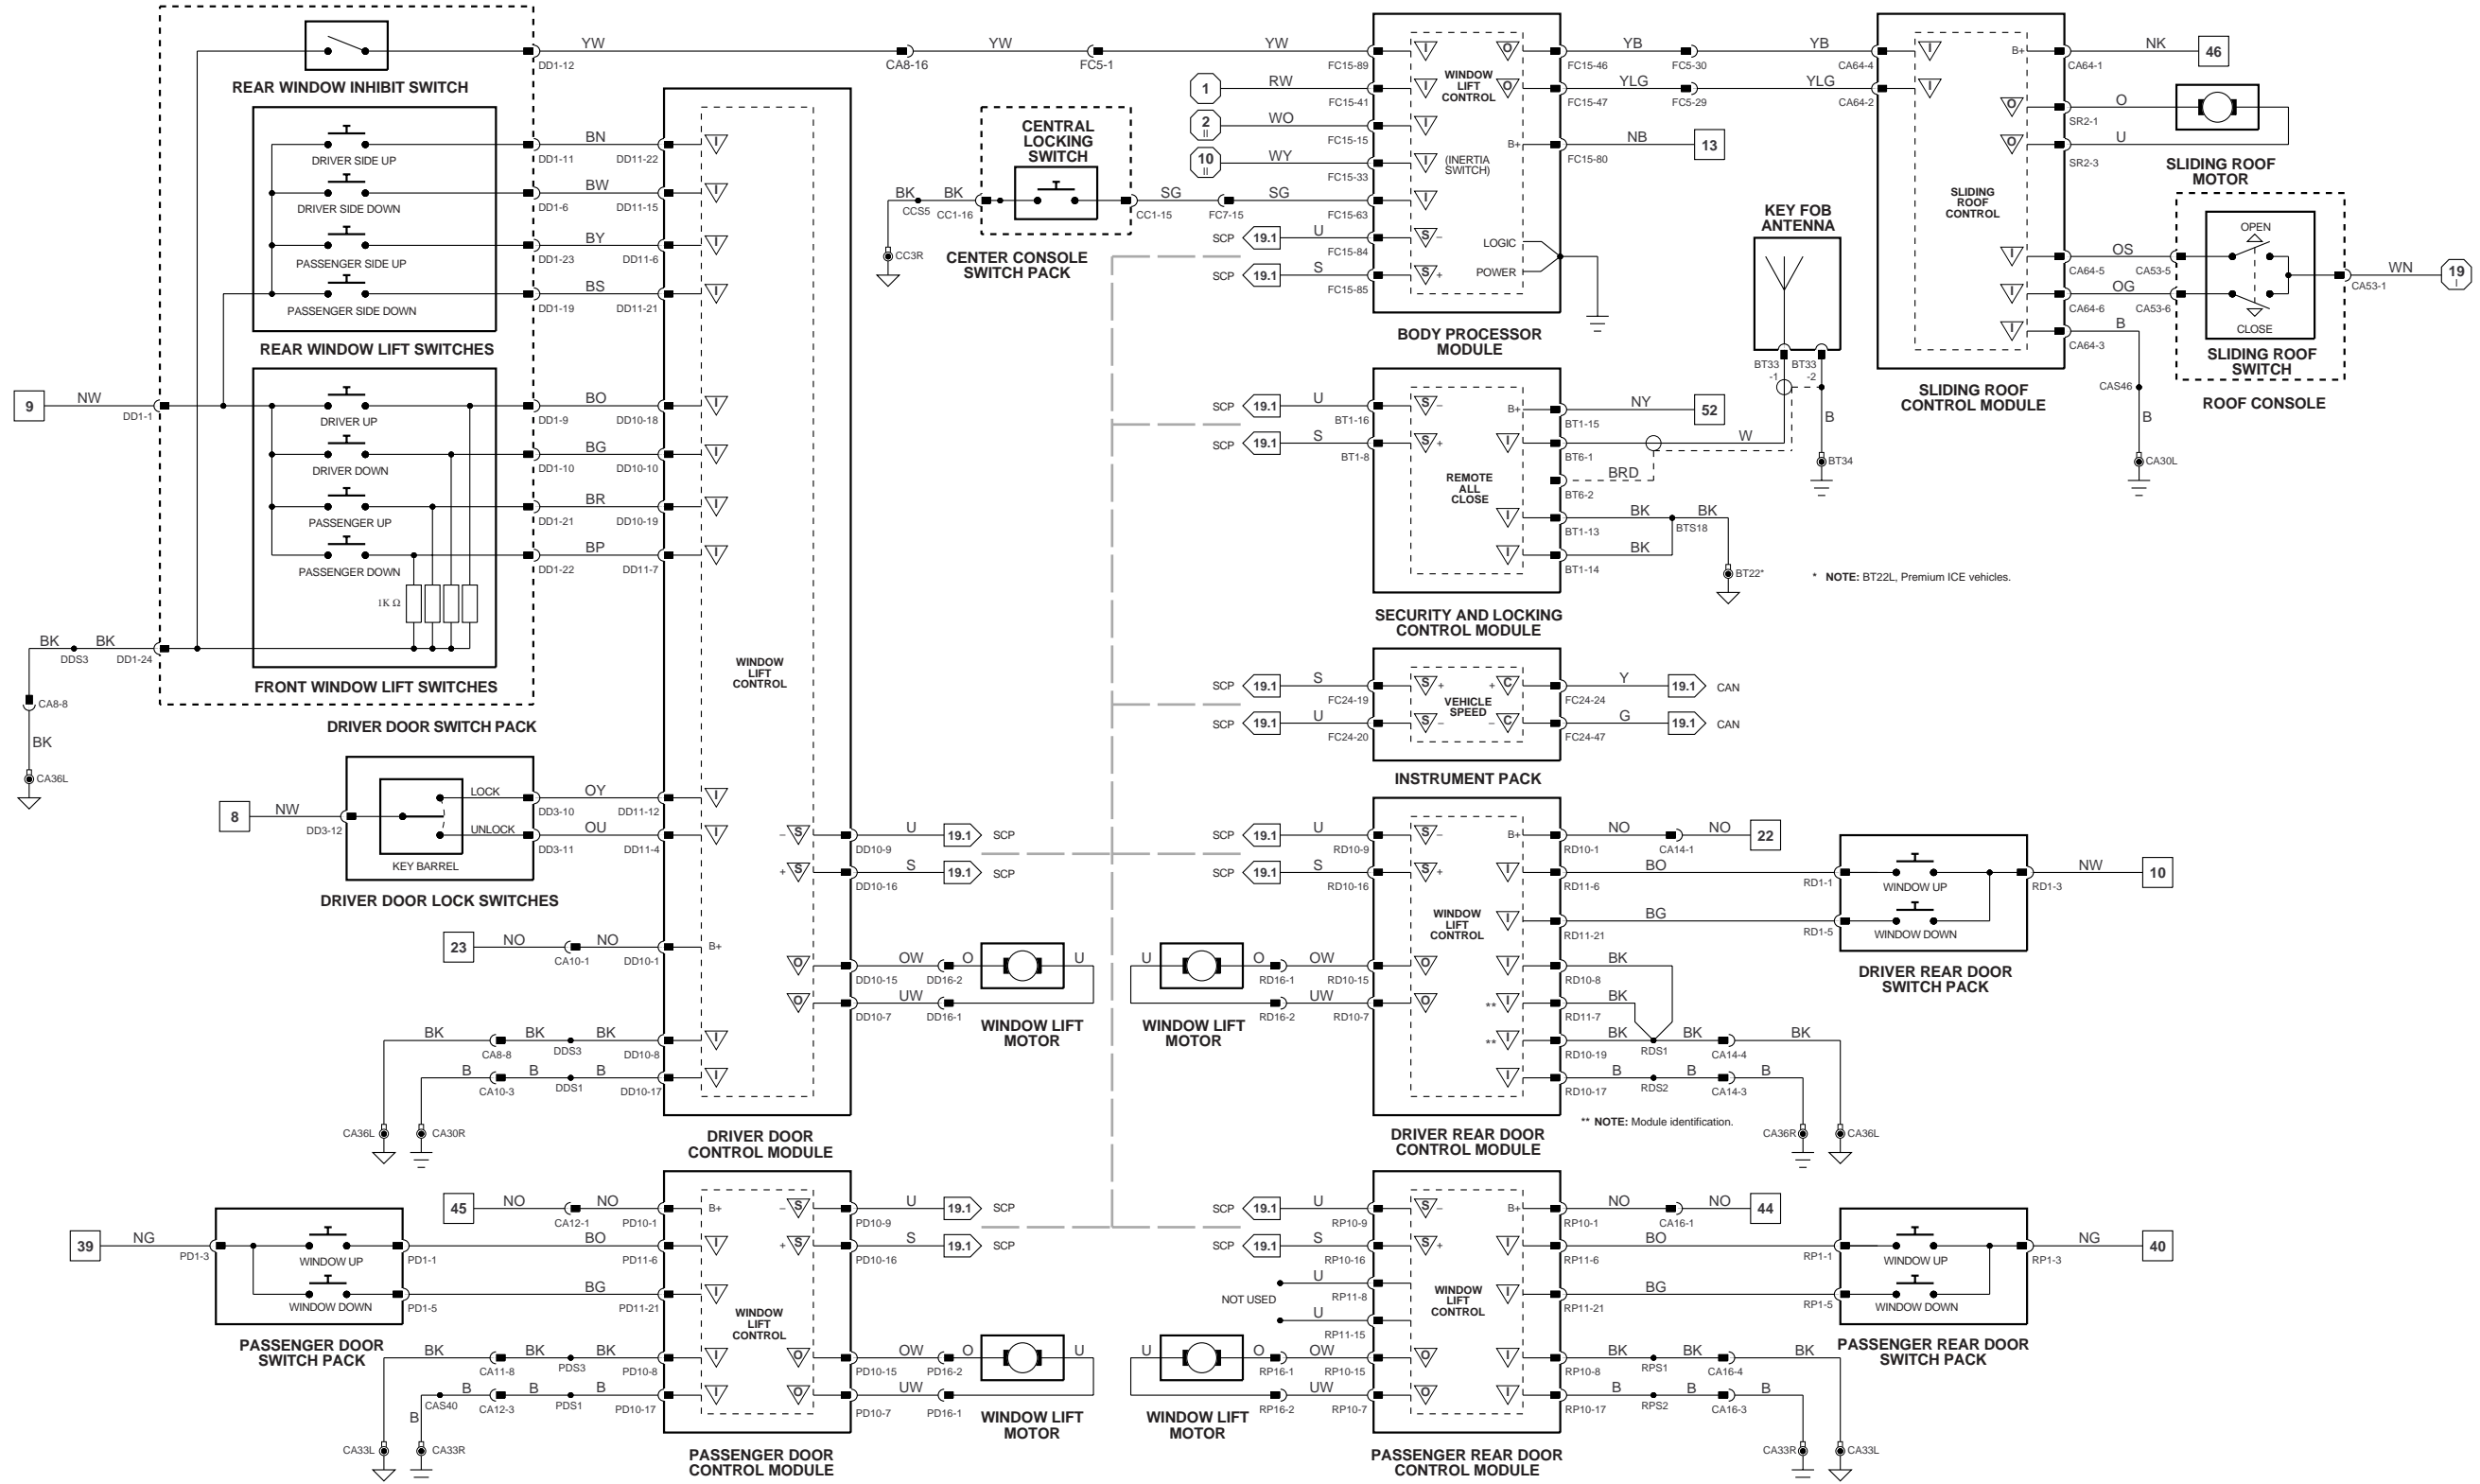 REAR WINDOW INHIBIT SWITCH
DD1-12
YW
CA8-16
YW
FC5-1
YW
FC15-89
DRIVER SIDE UP
DD1-11
BN
DD11-22
DRIVER SIDE DOWN
DD1-6
BW
DD11-15
PASSENGER SIDE UP
DD1-23
BY
DD11-6
PASSENGER SIDE DOWN
DD1-19
BS
DD11-21
REAR WINDOW LIFT SWITCHES
9
NW
DD1-1
DRIVER UP
DD1-9
BO
DD10-18
DRIVER DOWN
DD1-10
BG
DD10-10
PASSENGER UP
DD1-21
BR
DD10-19
PASSENGER DOWN
DD1-22
BP
DD11-7
1K Ω
BK
DDS3
BK
DD1-24
CA8-8
BK
CA36L
FRONT WINDOW LIFT SWITCHES
DRIVER DOOR SWITCH PACK
8
NW
DD3-12
LOCK
UNLOCK
KEY BARREL
DD3-10
OY
DD11-12
DD3-11
OU
DD11-4
DRIVER DOOR LOCK SWITCHES
23
NO
CA10-1
NO
DD10-1
B+
BK
CA8-8
BK
DDS3
BK
DD10-8
B
CA10-3
B
DDS1
B
DD10-17
CA36L
CA30R
I
I
I
I
I
I
I
I
I
I
I
I
WINDOW
LIFT
CONTROL
– S
+ S
O
O
DD10-9
U
19.1
SCP
DD10-16
S
19.1
SCP
DD10-15
OW
DD16-2
O
U
DD10-7
UW
DD16-1
WINDOW LIFT
MOTOR
DRIVER DOOR
CONTROL MODULE
39
NG
PD1-3
WINDOW UP
WINDOW DOWN
PD1-1
BO
PD11-6
PD1-5
BG
PD11-21
PASSENGER DOOR
SWITCH PACK
45
NO
CA12-1
NO
PD10-1
B+
BK
CA11-8
BK
PDS3
BK
PD10-8
B
CAS40
B
CA12-3
B
PDS1
B
PD10-17
CA33L
CA33R
I
I
I
I
WINDOW
LIFT
CONTROL
– S
+ S
O
O
PD10-9
U
19.1
SCP
PD10-16
S
19.1
SCP
PD10-15
OW
PD16-2
O
U
PD10-7
UW
PD16-1
WINDOW LIFT
MOTOR
PASSENGER DOOR
CONTROL MODULE
CENTRAL
LOCKING
SWITCH
BK
CCS5
BK
CC1-16
CC3R
CC1-15
SG
FC7-15
SG
FC15-63
CENTER CONSOLE
SWITCH PACK
1
RW
FC15-41
2
II
WO
FC15-15
10
II
WY
FC15-33
SCP
19.1
U
FC15-84
SCP
19.1
S
FC15-85
I
I
I
I
I
S –
S +
WINDOW
LIFT
CONTROL
(INERTIA
SWITCH)
O
O
B+
LOGIC
POWER
FC15-46
YB
FC5-30
YB
CA64-4
FC15-47
YLG
FC5-29
YLG
CA64-2
FC15-80
NB
13
BODY PROCESSOR
MODULE
SCP
19.1
U
BT1-16
SCP
19.1
S
BT1-8
S –
S +
B+
I
REMOTE
ALL
CLOSE
I
I
BT1-15
NY
52
BT6-1
W
BT6-2
BRD
BT1-13
BK
BTS18
BK
BT1-14
BK
BT22*
* NOTE: BT22L, Premium ICE vehicles.
SECURITY AND LOCKING
CONTROL MODULE
KEY FOB
ANTENNA
BT33
-1
BT33
-2
B
BT34
I
I
B+
O
O
SLIDING
ROOF
CONTROL
I
I
I
CA64-1
NK
46
SR2-1
O
SR2-3
U
SLIDING ROOF
MOTOR
CA64-5
OS
CA53-5
CA64-6
OG
CA53-6
CA64-3
B
CAS46
B
CA30L
OPEN
CLOSE
SLIDING ROOF
SWITCH
CA53-1
WN
19
I
ROOF CONSOLE
SLIDING ROOF
CONTROL MODULE
SCP
19.1
S
FC24-19
SCP
19.1
U
FC24-20
S +
S –
VEHICLE
SPEED
+ C
– C
FC24-24
Y
19.1
CAN
FC24-47
G
19.1
CAN
INSTRUMENT PACK
SCP
19.1
U
RD10-9
SCP
19.1
S
RD10-16
U
O
RD16-1
OW
RD10-15
RD16-2
UW
RD10-7
WINDOW LIFT
MOTOR
S –
S +
O
O
WINDOW
LIFT
CONTROL
B+
I
I
I
** I
** I
I
RD10-1
NO
CA14-1
NO
22
RD11-6
BO
RD1-1
RD11-21
BG
RD1-5
WINDOW UP
WINDOW DOWN
RD1-3
NW
10
DRIVER REAR DOOR
SWITCH PACK
RD10-8
BK
RD11-7
BK
RD10-19
BK
RDS1
BK
CA14-4
BK
RD10-17
B
RDS2
B
CA14-3
B
CA36R
CA36L
** NOTE: Module identification.
DRIVER REAR DOOR
CONTROL MODULE
SCP
19.1
U
RP10-9
SCP
19.1
S
RP10-16
NOT USED
U
RP11-8
U
RP11-15
U
O
RP16-1
OW
RP10-15
RP16-2
UW
RP10-7
WINDOW LIFT
MOTOR
S –
S +
O
O
WINDOW
LIFT
CONTROL
B+
I
I
I
I
RP10-1
NO
CA16-1
NO
44
RP11-6
BO
RP1-1
RP11-21
BG
RP1-5
WINDOW UP
WINDOW DOWN
RP1-3
NG
40
PASSENGER REAR DOOR
SWITCH PACK
RP10-8
BK
RPS1
BK
CA16-4
BK
RP10-17
B
RPS2
B
CA16-3
B
CA33R
CA33L
PASSENGER REAR DOOR
CONTROL MODULE